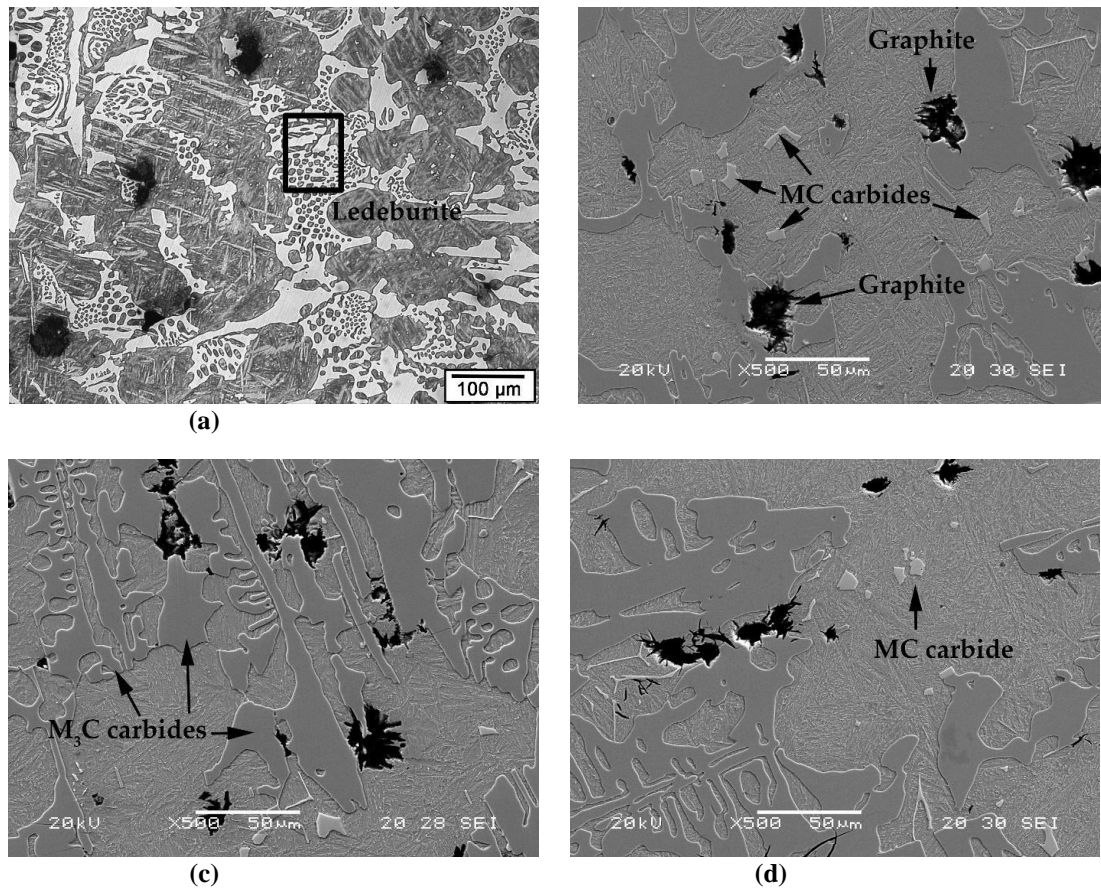 Ledeburite
100 µm
(a)
Graphite
MC carbides
Graphite
20kV X500 50µm 20 30 SEI
M₃C carbides
20kV X500 50µm 20 28 SEI
(c)
MC carbide
20kV X500 50µm 20 30 SEI
(d)